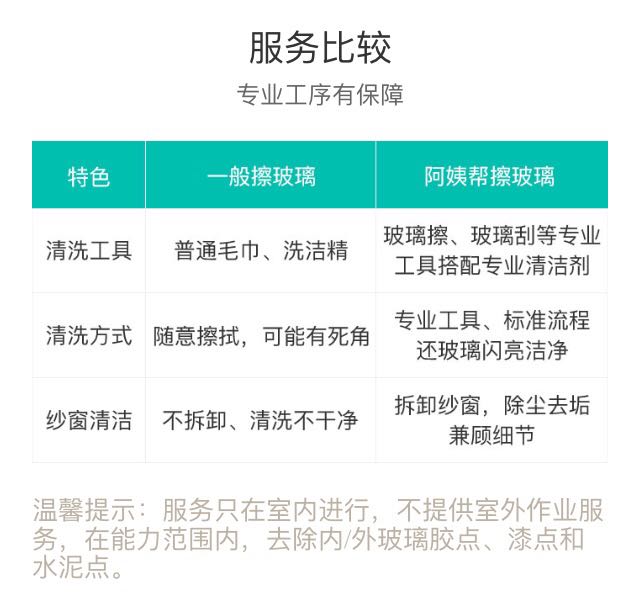 服务比较
专业工序有保障
特色 一般擦玻璃 阿姨帮擦玻璃
清洗工具 普通毛巾、洗洁精 玻璃擦、玻璃刮等专业
工具搭配专业清洁剂
清洗方式 随意擦拭，可能有死角 专业工具、标准流程
还玻璃闪亮洁净
纱窗清洁 不拆卸、清洗不干净 拆卸纱窗，除尘去垢
兼顾细节
温馨提示：服务只在室内进行，不提供室外作业服
务，在能力范围内，去除内/外玻璃胶点、漆点和
水泥点。